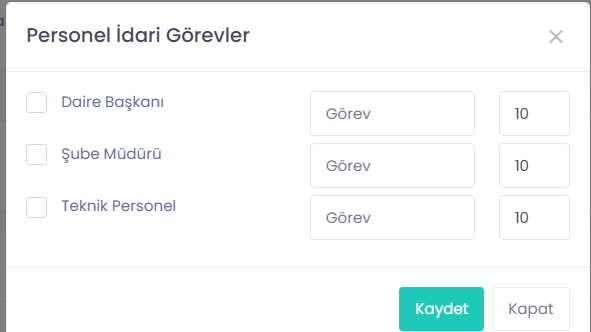 Personel İdari Görevler
Daire Başkanı Görev 10
Şube Müdürü Görev 10
Teknik Personel Görev 10
Kaydet Kapat